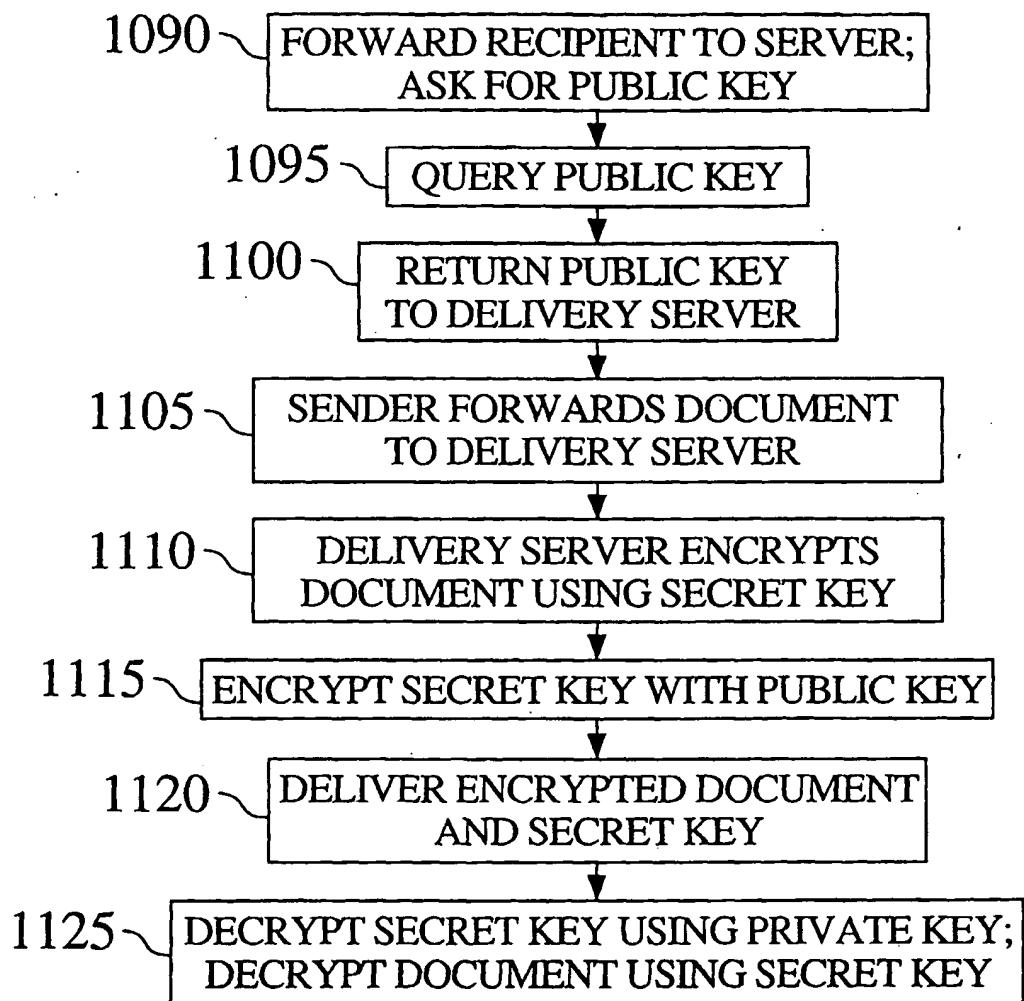 1090
FORWARD RECIPIENT TO SERVER;
ASK FOR PUBLIC KEY
1095
QUERY PUBLIC KEY
1100
RETURN PUBLIC KEY
TO DELIVERY SERVER
1105
SENDER FORWARDS DOCUMENT
TO DELIVERY SERVER
1110
DELIVERY SERVER ENCRYPTS
DOCUMENT USING SECRET KEY
1115
ENCRYPT SECRET KEY WITH PUBLIC KEY
1120
DELIVER ENCRYPTED DOCUMENT
AND SECRET KEY
1125
DECRYPT SECRET KEY USING PRIVATE KEY;
DECRYPT DOCUMENT USING SECRET KEY